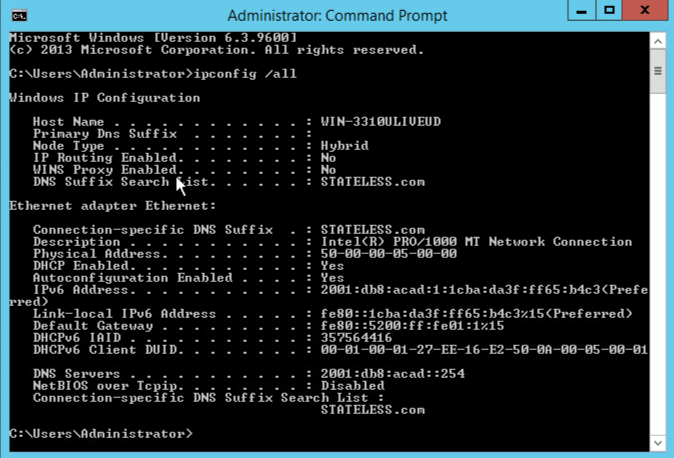 Administrator: Command Prompt
Microsoft Windows [Version 6.3.9600]
(c) 2013 Microsoft Corporation. All rights reserved.
C:\Users\Administrator>ipconfig /all
Windows IP Configuration
Host Name . . . . . . . . . . . . : WIN-3310ULIVEUD
Primary Dns Suffix  . . . . . . . :
Node Type . . . . . . . . . . . . : Hybrid
IP Routing Enabled. . . . . . . . : No
WINS Proxy Enabled. . . . . . . . : No
DNS Suffix Search List. . . . . . : STATELESS.com
Ethernet adapter Ethernet:
Connection-specific DNS Suffix  . : STATELESS.com
Description . . . . . . . . . . . : Intel(R) PRO/1000 MT Network Connection
Physical Address. . . . . . . . . : 50-00-00-05-00-00
DHCP Enabled. . . . . . . . . . . : Yes
Autoconfiguration Enabled . . . . : Yes
IPv6 Address. . . . . . . . . . . : 2001:db8:acad:1:1cba:da3f:ff65:b4c3(Prefe
rred)
Link-local IPv6 Address . . . . . : fe80::1cba:da3f:ff65:b4c3%15(Preferred)
Default Gateway . . . . . . . . . : fe80::5200:ff:fe01:1%15
DHCPv6 IAID . . . . . . . . . . . : 357564416
DHCPv6 Client DUID. . . . . . . . : 00-01-00-01-27-EE-16-E2-50-0A-00-05-00-01
DNS Servers . . . . . . . . . . . : 2001:db8:acad::254
NetBIOS over Tcpip. . . . . . . . : Disabled
Connection-specific DNS Suffix Search List :
STATELESS.com
C:\Users\Administrator>